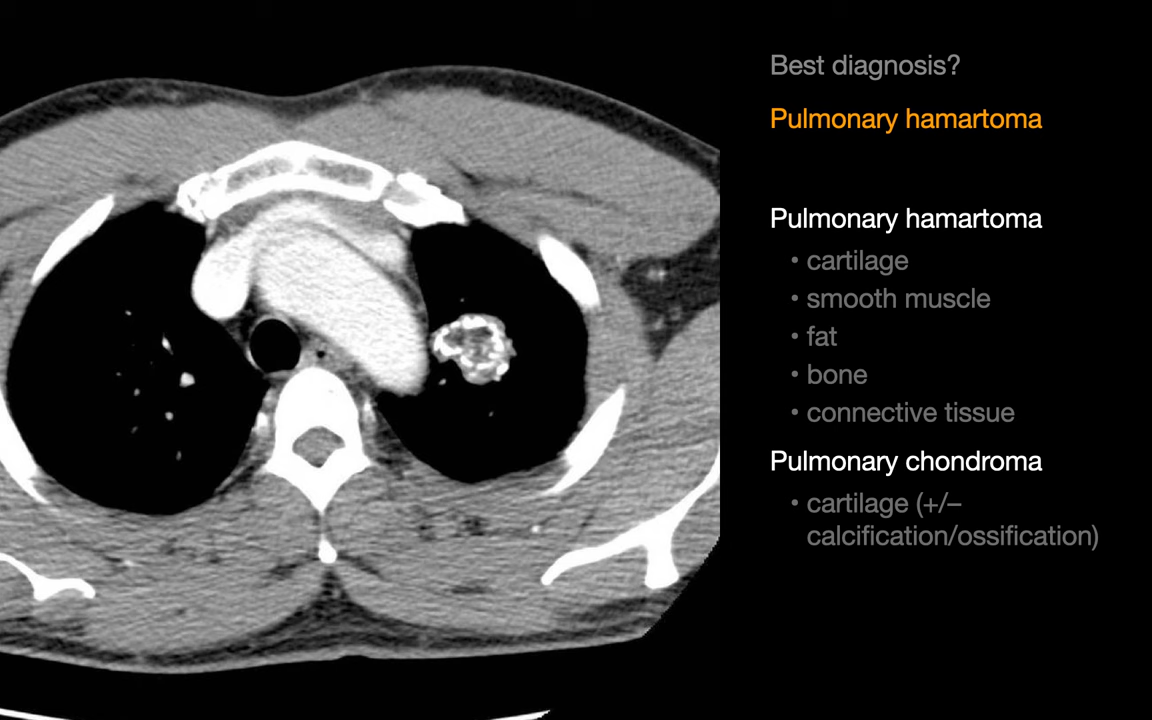 Best diagnosis?
Pulmonary hamartoma
Pulmonary hamartoma
• cartilage
• smooth muscle
• fat
• bone
• connective tissue
Pulmonary chondroma
• cartilage (+/–
calcification/ossification)